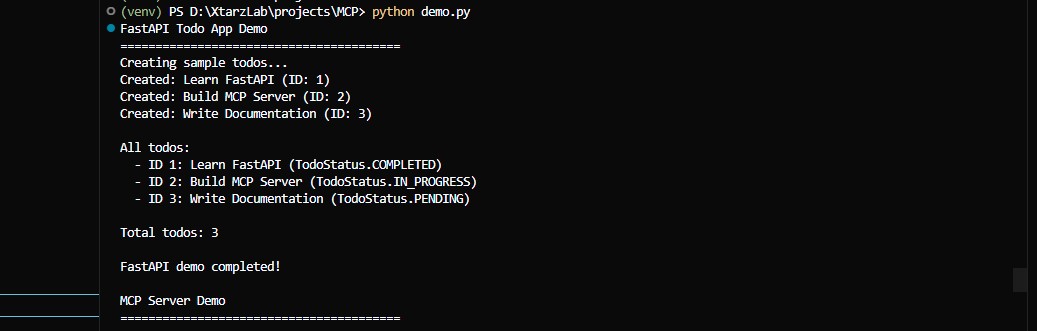 (venv) PS D:\XtarzLab\projects\MCP> python demo.py
FastAPI Todo App Demo
========================================
Creating sample todos...
Created: Learn FastAPI (ID: 1)
Created: Build MCP Server (ID: 2)
Created: Write Documentation (ID: 3)

All todos:
  - ID 1: Learn FastAPI (TodoStatus.COMPLETED)
  - ID 2: Build MCP Server (TodoStatus.IN_PROGRESS)
  - ID 3: Write Documentation (TodoStatus.PENDING)

Total todos: 3

FastAPI demo completed!

MCP Server Demo
========================================